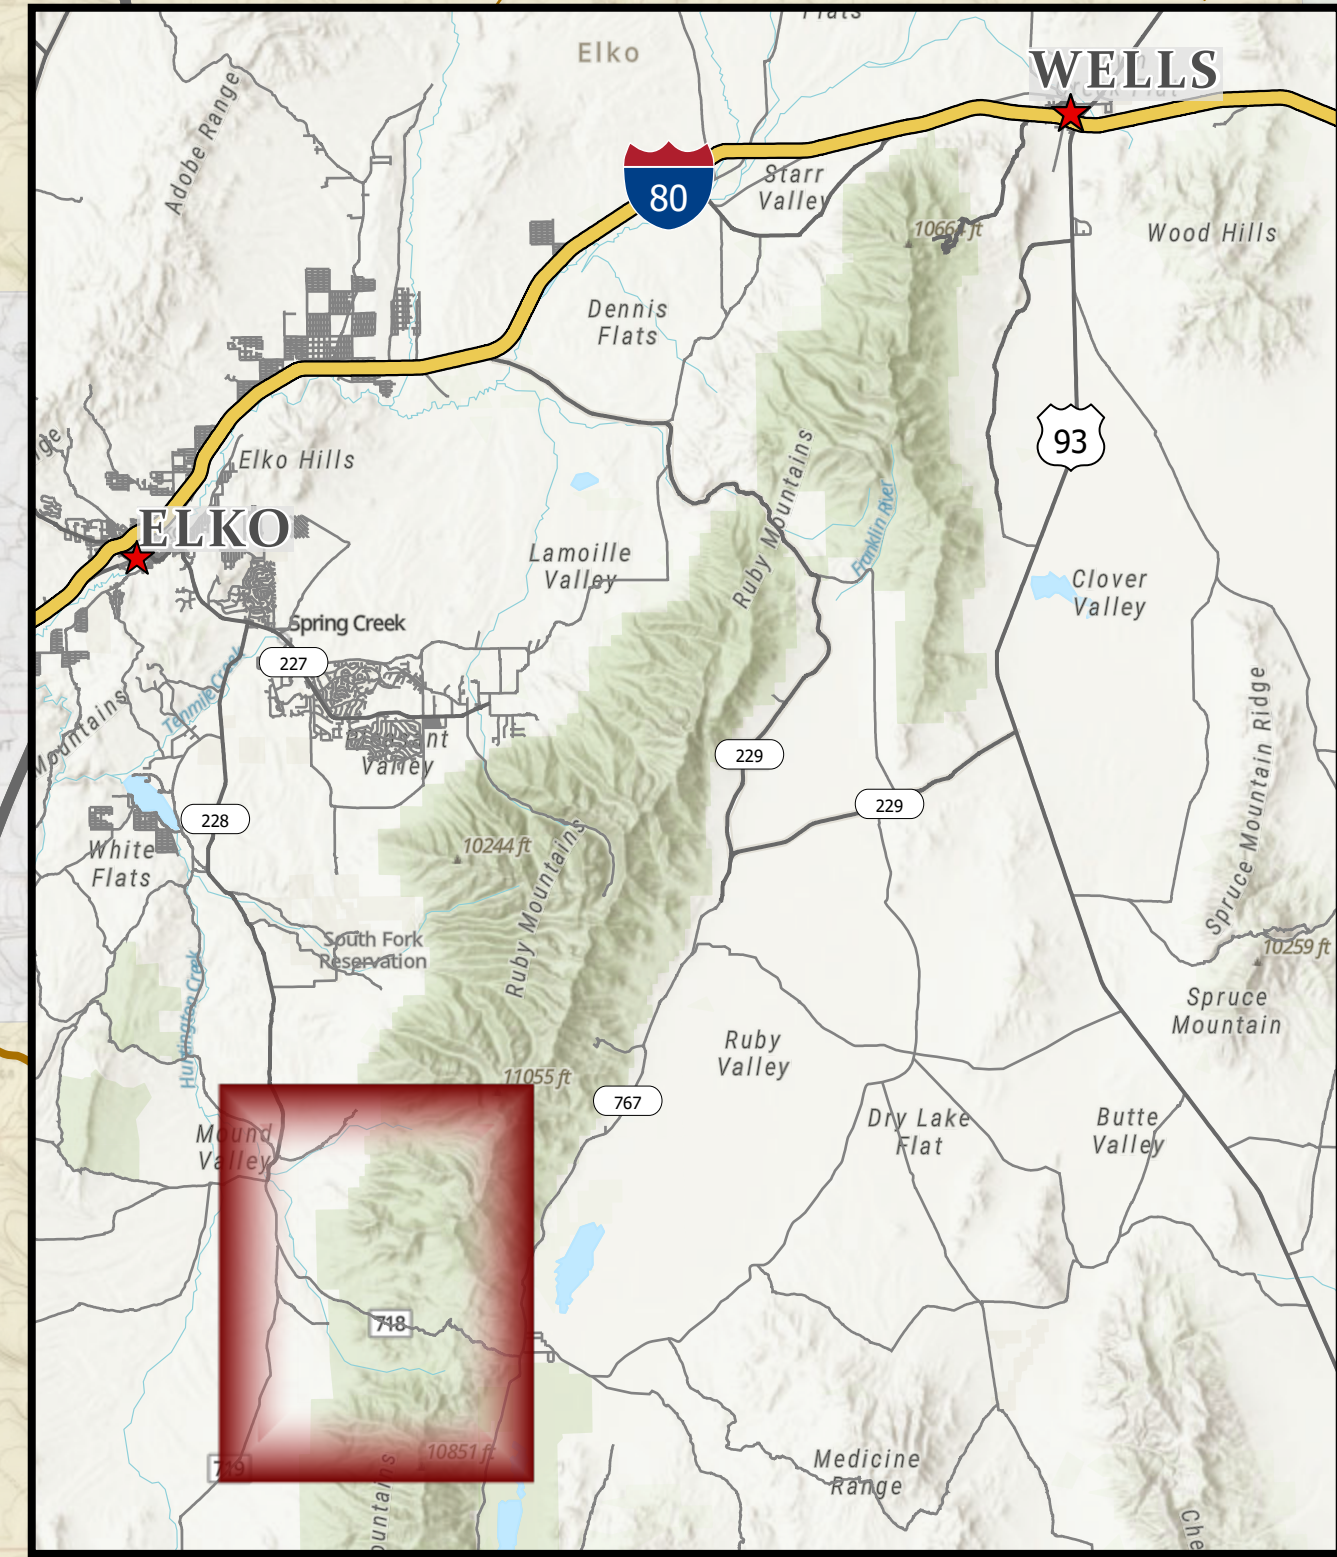 Flats
Elko
WELLS
Adobe Range
80
Starr
Valley
10664 ft
Wood Hills
Dennis
Flats
93
Elko Hills
ELKO
Ruby Mountains
Franklin River
Lamoille
Valley
Clover
Valley
Spring Creek
227
Tenmile Creek
Mountains
Valley
229
229
228
Spruce Mountain Ridge
White
Flats
10244 ft
Ruby Mountains
South Fork
Reservation
10259 ft
Huntington Creek
Spruce
Mountain
Ruby
Valley
11055 ft
767
Mound
Valley
Dry Lake
Flat
Butte
Valley
718
10851 ft
719
Medicine
Range
ountains
Che